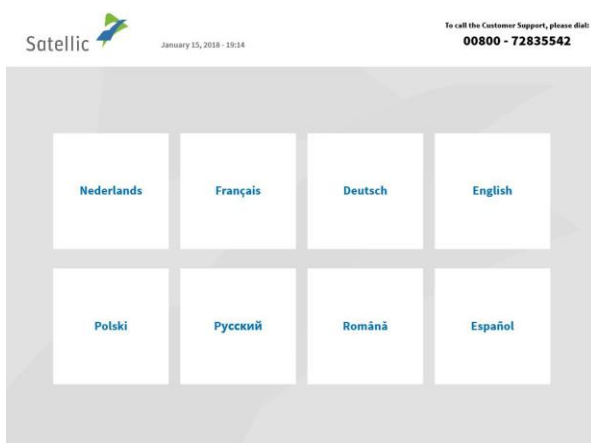 Satellic
January 15, 2018 - 19:14
To call the Customer Support, please dial:
00800 - 72835542
Nederlands
Français
Deutsch
English
Polski
Русский
Română
Español